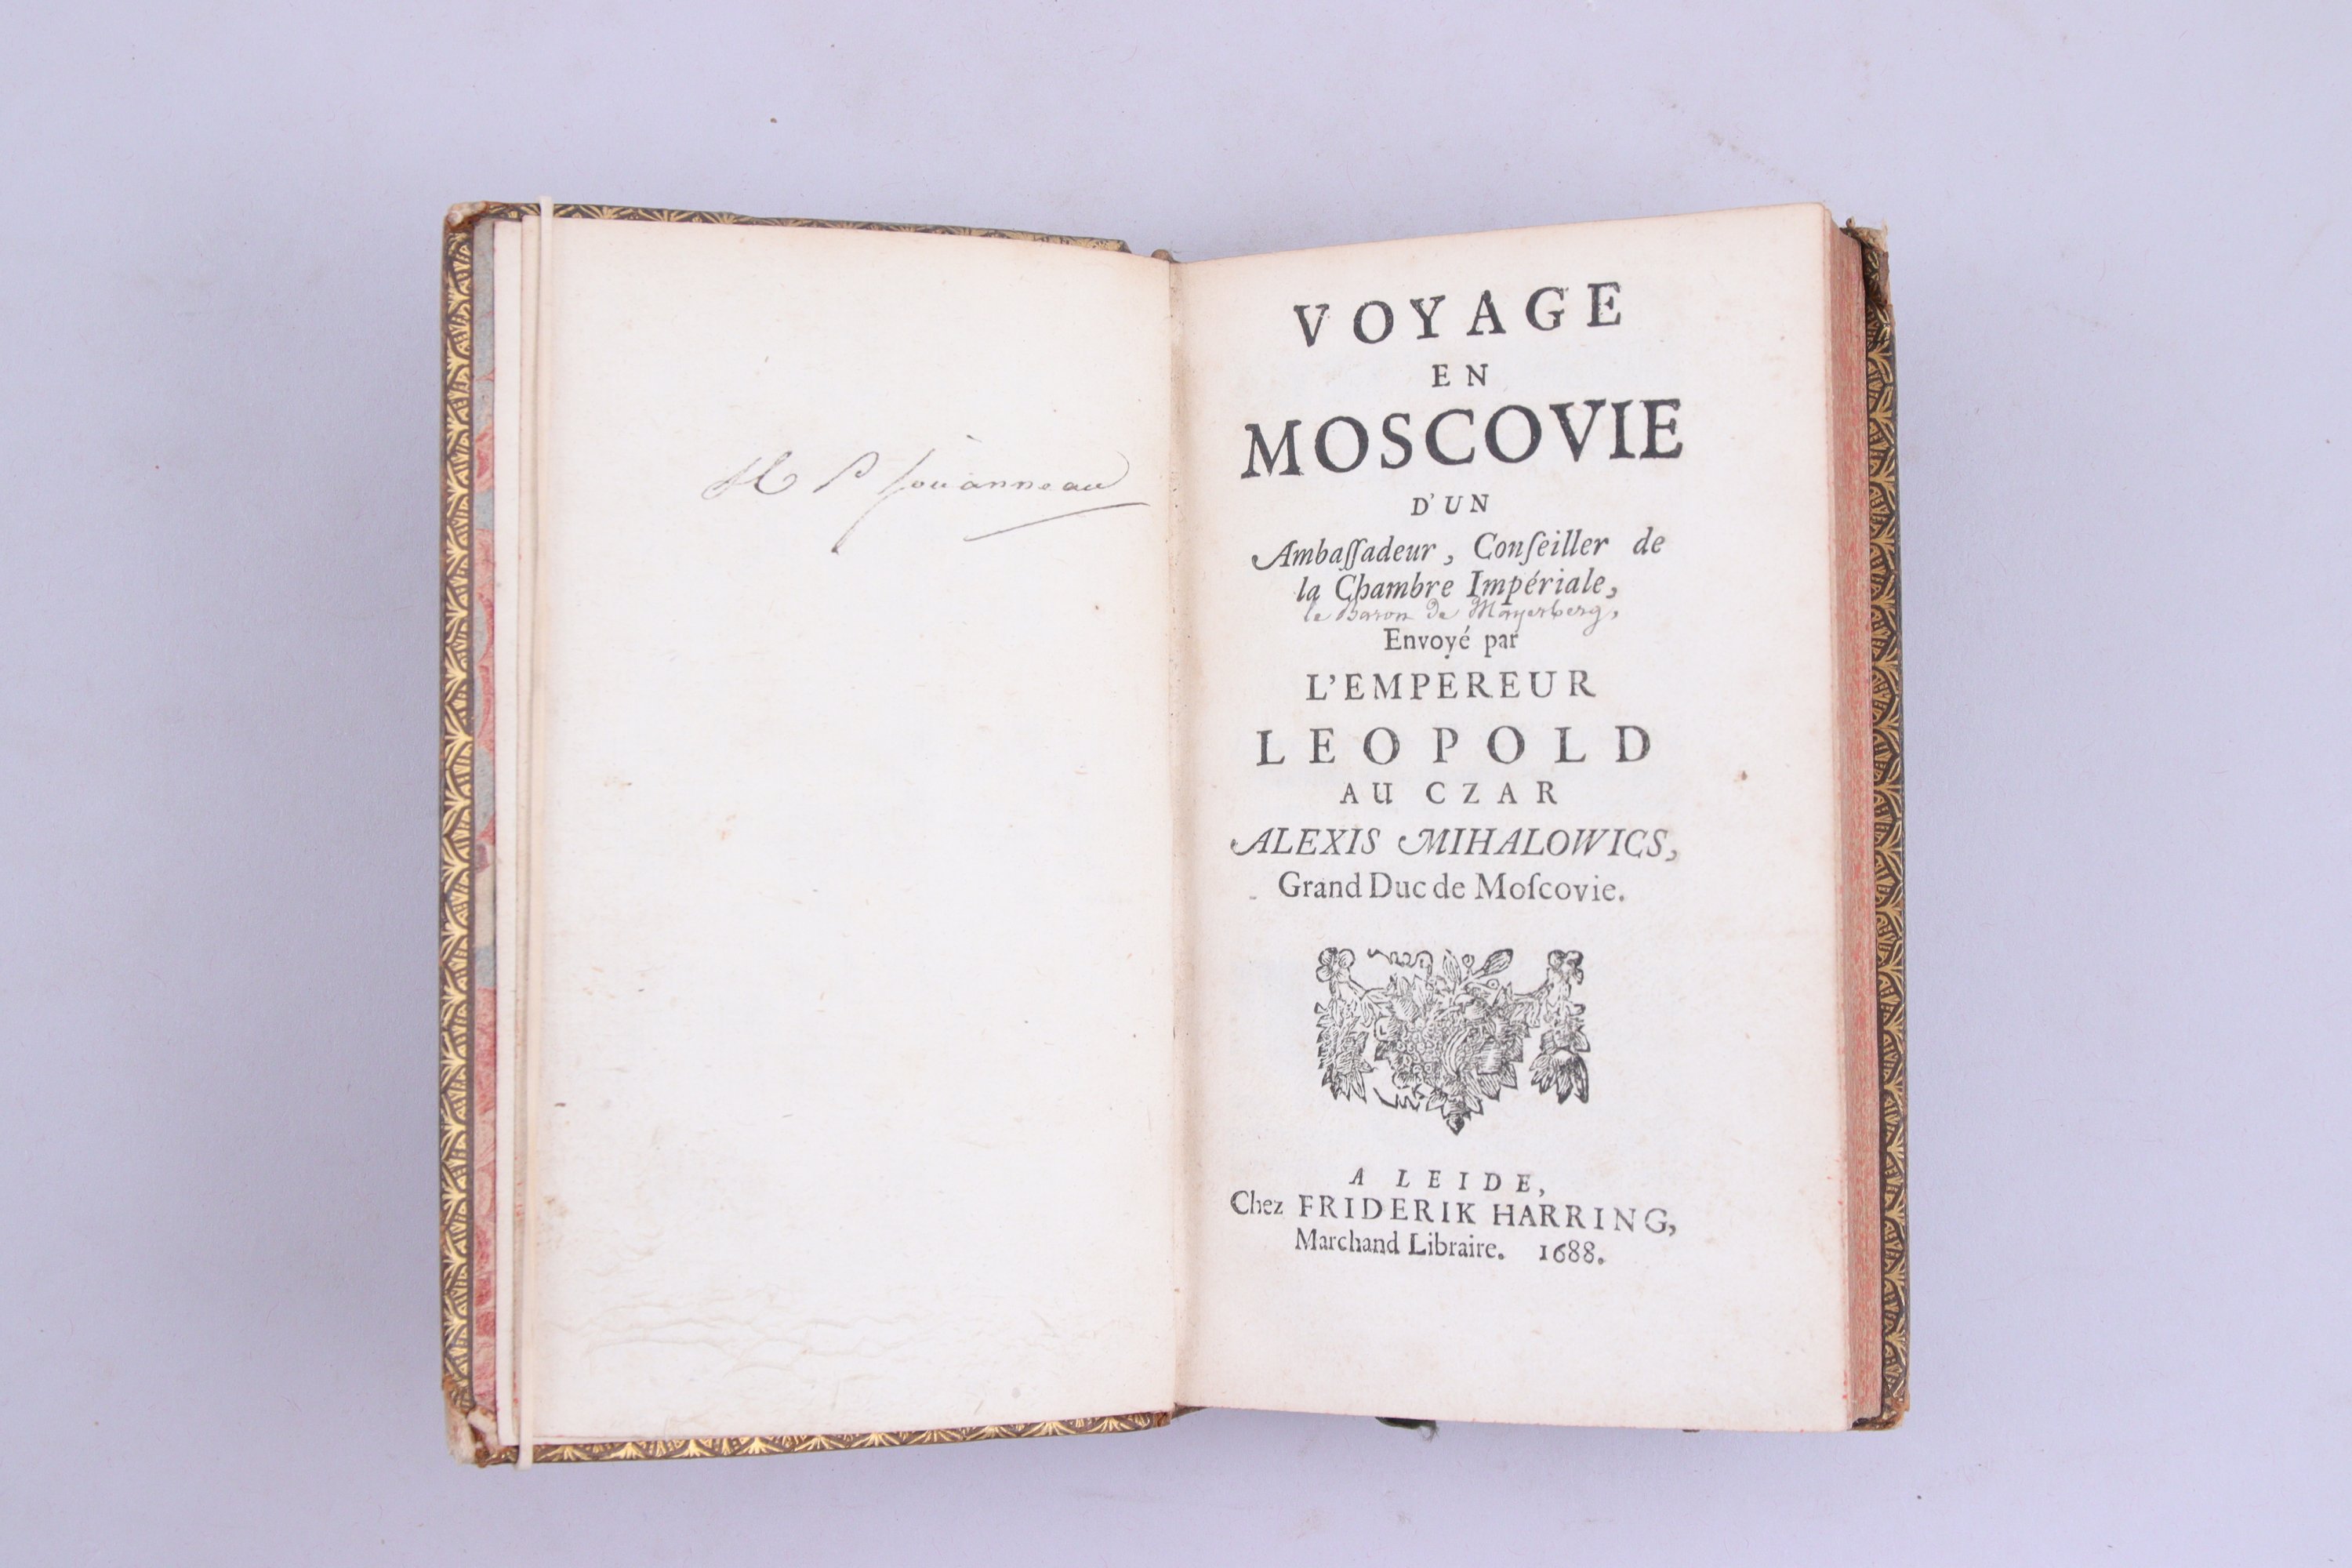 H P Jouanneau
VOYAGE
EN
MOSCOVIE
D'UN
Ambaſſadeur, Conſeiller de
la Chambre Impériale,
le Baron de Mayerberg,
Envoyé par
L'EMPEREUR
LEOPOLD
AU CZAR
ALEXIS MIHALOWICS,
Grand Duc de Moſcovie.
A LEIDE,
Chez FRIDERIK HARRING,
Marchand Libraire. 1688.